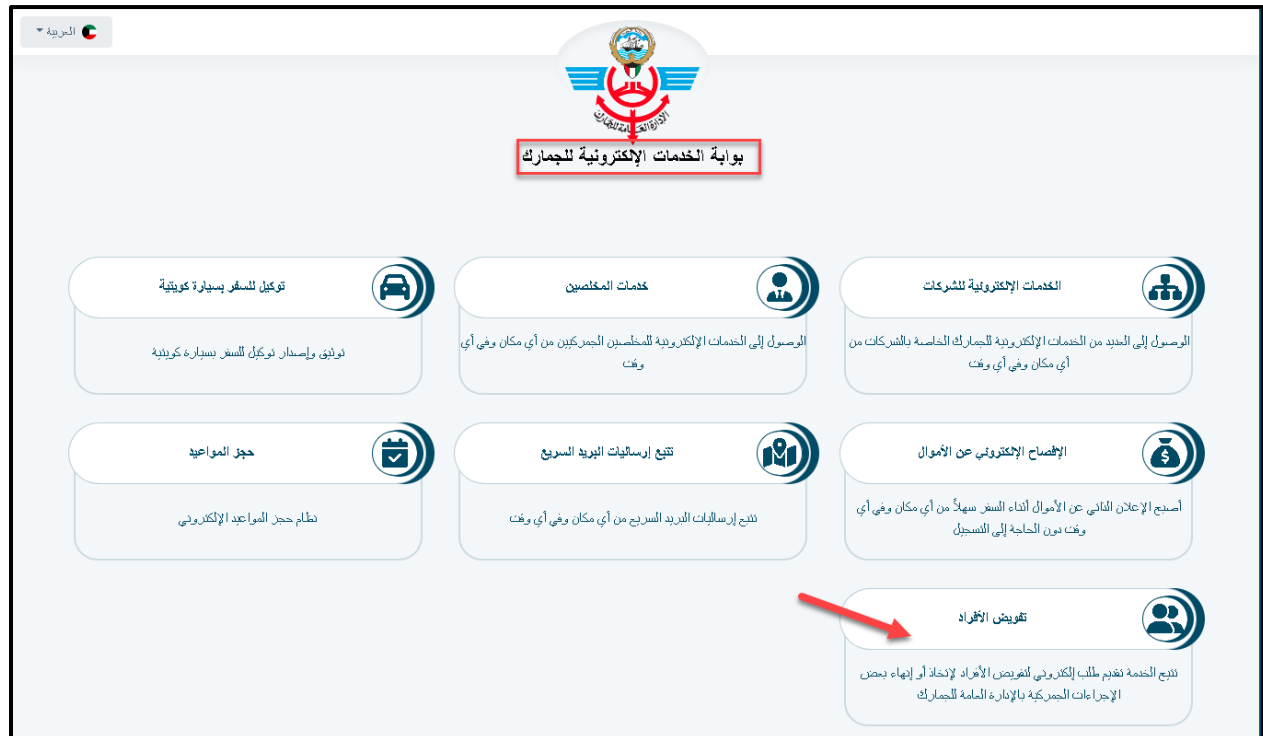 العربية
الإدارة العامة للجمارك
بوابة الخدمات الإلكترونية للجمارك
الخدمات الإلكترونية للشركات
الوصول إلى العديد من الخدمات الإلكترونية للجمارك الخاصة بالشركات من
أي مكان وفي أي وقت
خدمات المخلصين
الوصول إلى الخدمات الإلكترونية للمخلصين الجمركيين من أي مكان وفي أي
وقت
توكيل للسفر بسيارة كويتية
توثيق وإصدار توكيل للسفر بسيارة كويتية
الإفصاح الإلكتروني عن الأموال
أصبح الإعلان الذاتي عن الأموال أثناء السفر سهلاً من أي مكان وفي أي
وقت دون الحاجة إلى التسجيل
تتبع إرساليات البريد السريع
تتبع إرساليات البريد السريع من أي مكان وفي أي وقت
حجز المواعيد
نظام حجز المواعيد الإلكتروني
تفويض الأفراد
تتيح الخدمة تقديم طلب إلكتروني لتفويض الأفراد لإتخاذ أو إنهاء بعض
الإجراءات الجمركية بالإدارة العامة للجمارك